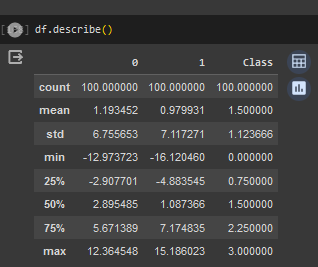 df.describe()
0 1 Class
count 100.000000 100.000000 100.000000
mean 1.193452 0.979931 1.500000
std 6.755653 7.117271 1.123666
min -12.973723 -16.120460 0.000000
25% -2.907701 -4.883545 0.750000
50% 2.895485 1.087366 1.500000
75% 5.671389 7.174835 2.250000
max 12.364548 15.186023 3.000000